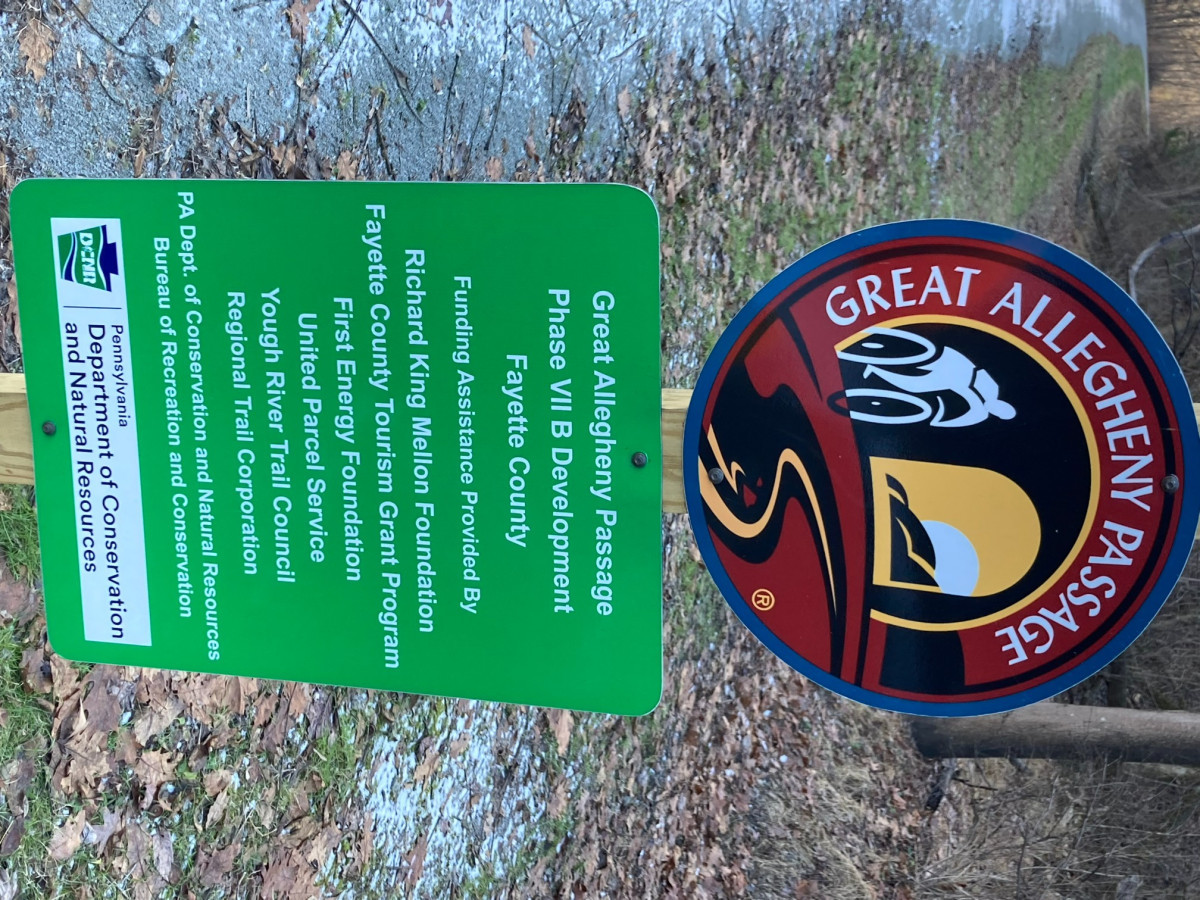 GREAT ALLEGHENY PASSAGE
®
Great Allegheny Passage
Phase VII B Development
Fayette County
Funding Assistance Provided By
Richard King Mellon Foundation
Fayette County Tourism Grant Program
First Energy Foundation
United Parcel Service
Yough River Trail Council
Regional Trail Corporation
PA Dept. of Conservation and Natural Resources
Bureau of Recreation and Conservation
DCNR
Pennsylvania
Department of Conservation
and Natural Resources